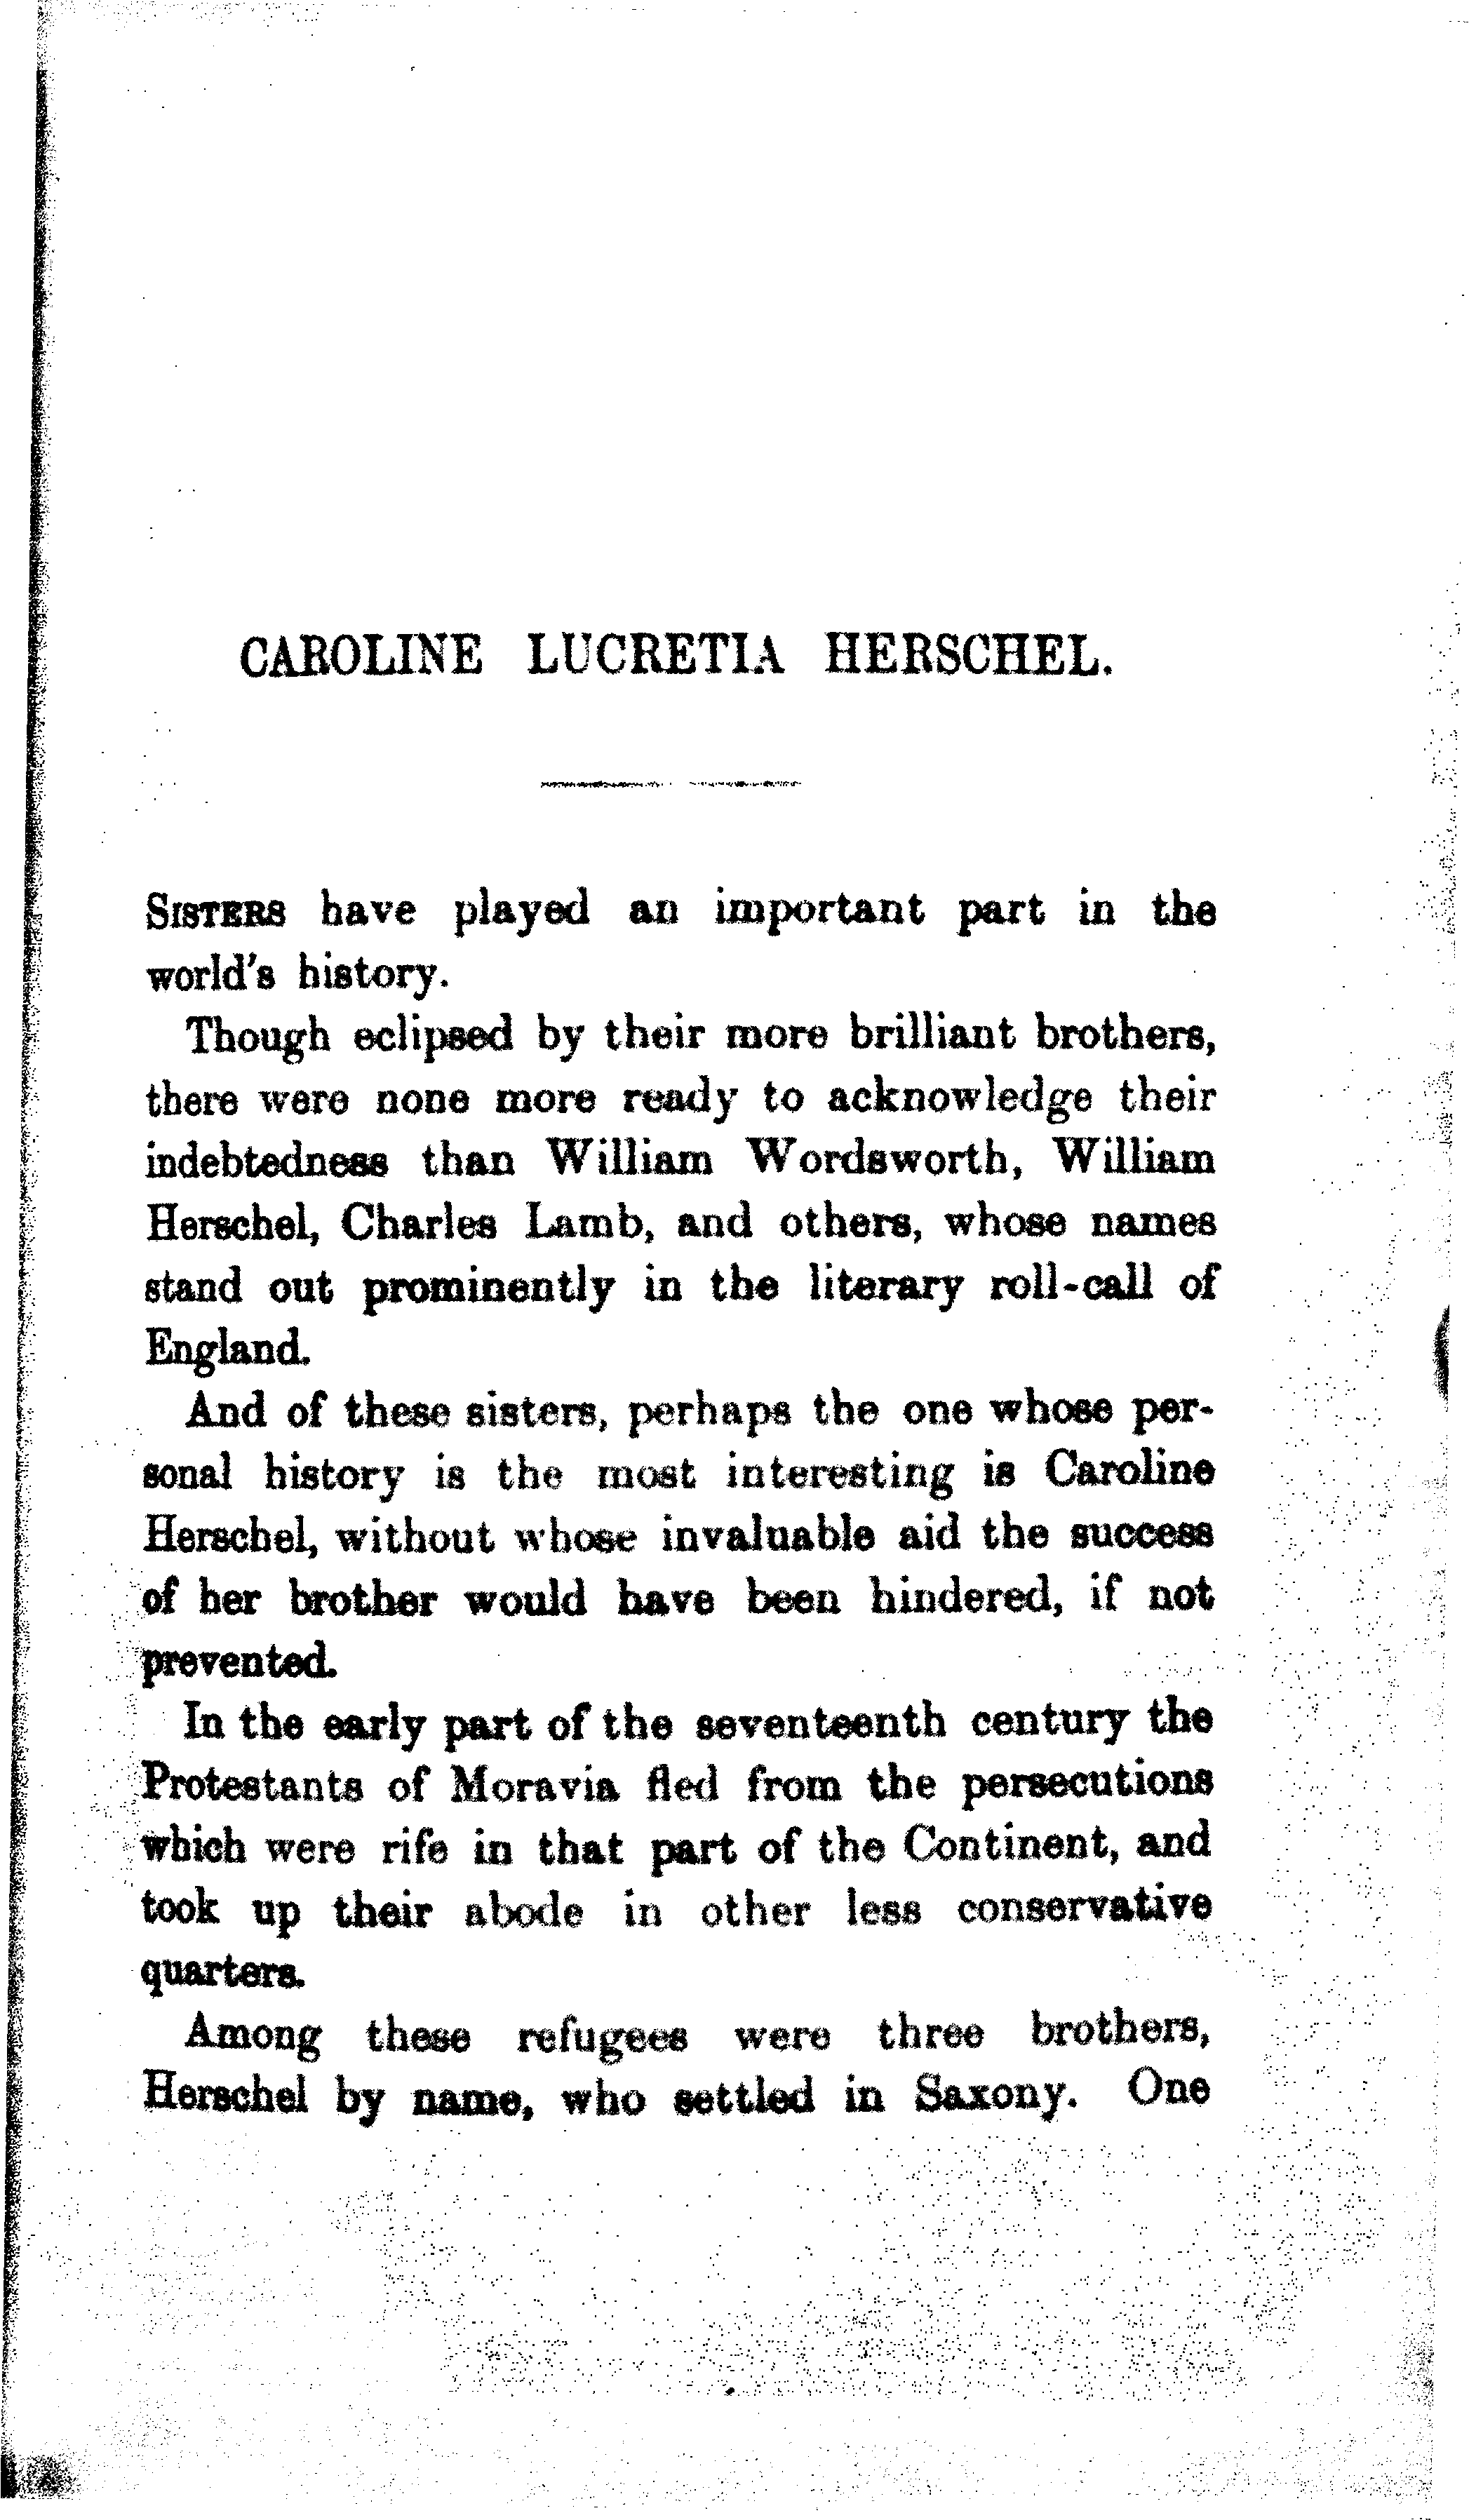 CAROLINE LUCRETIA HERSCHEL.
SISTERS have played an important part in the
world's history.
Though eclipsed by their more brilliant brothers,
there were none more ready to acknowledge their
indebtedness than William Wordsworth, William
Herschel, Charles Lamb, and others, whose names
stand out prominently in the literary roll-call of
England.
And of these sisters, perhaps the one whose per-
sonal history is the most interesting is Caroline
Herschel, without whose invaluable aid the success
of her brother would have been hindered, if not
prevented.
In the early part of the seventeenth century the
Protestants of Moravia fled from the persecutions
which were rife in that part of the Continent, and
took up their abode in other less conservative
quarters.
Among these refugees were three brothers,
Herschel by name, who settled in Saxony. One